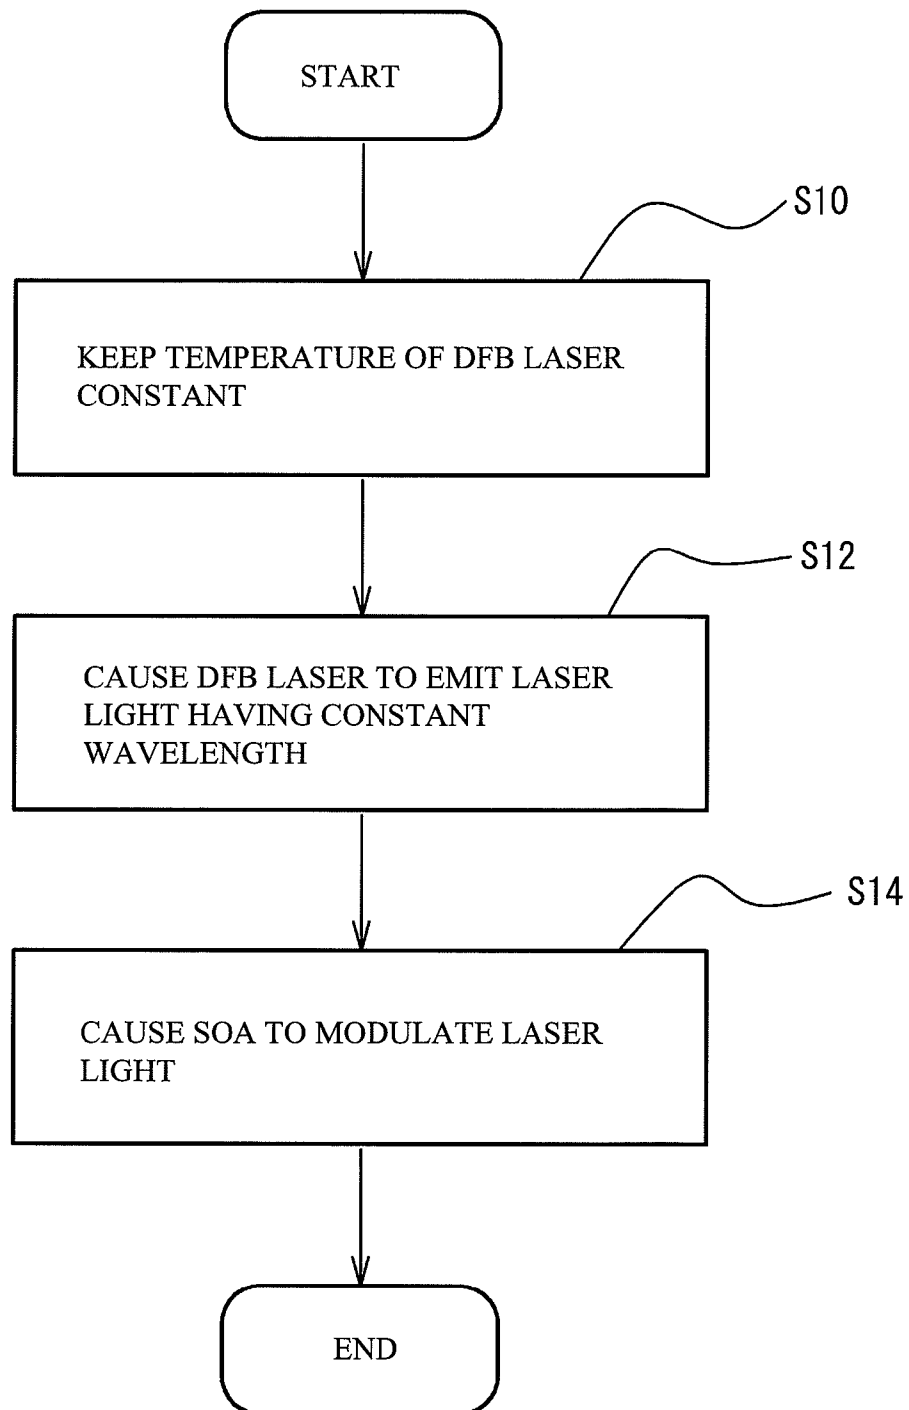 START
S10
KEEP TEMPERATURE OF DFB LASER
CONSTANT
S12
CAUSE DFB LASER TO EMIT LASER
LIGHT HAVING CONSTANT
WAVELENGTH
S14
CAUSE SOA TO MODULATE LASER
LIGHT
END